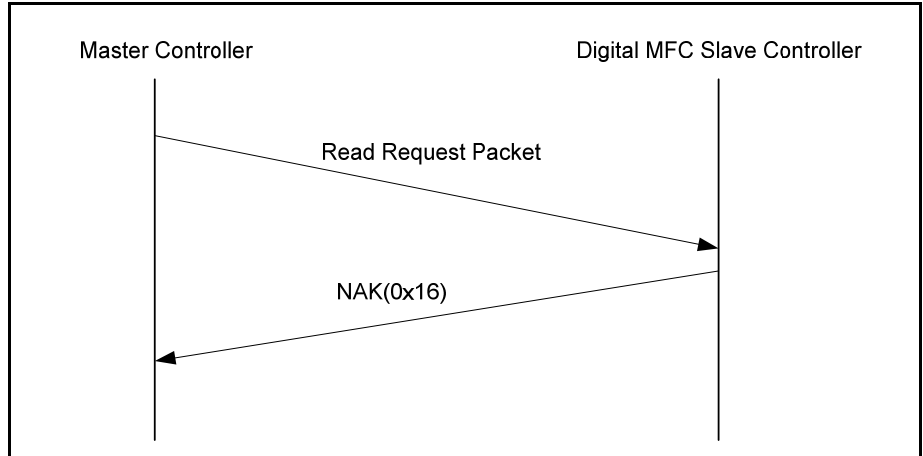 Master Controller
Digital MFC Slave Controller
Read Request Packet
NAK(0x16)